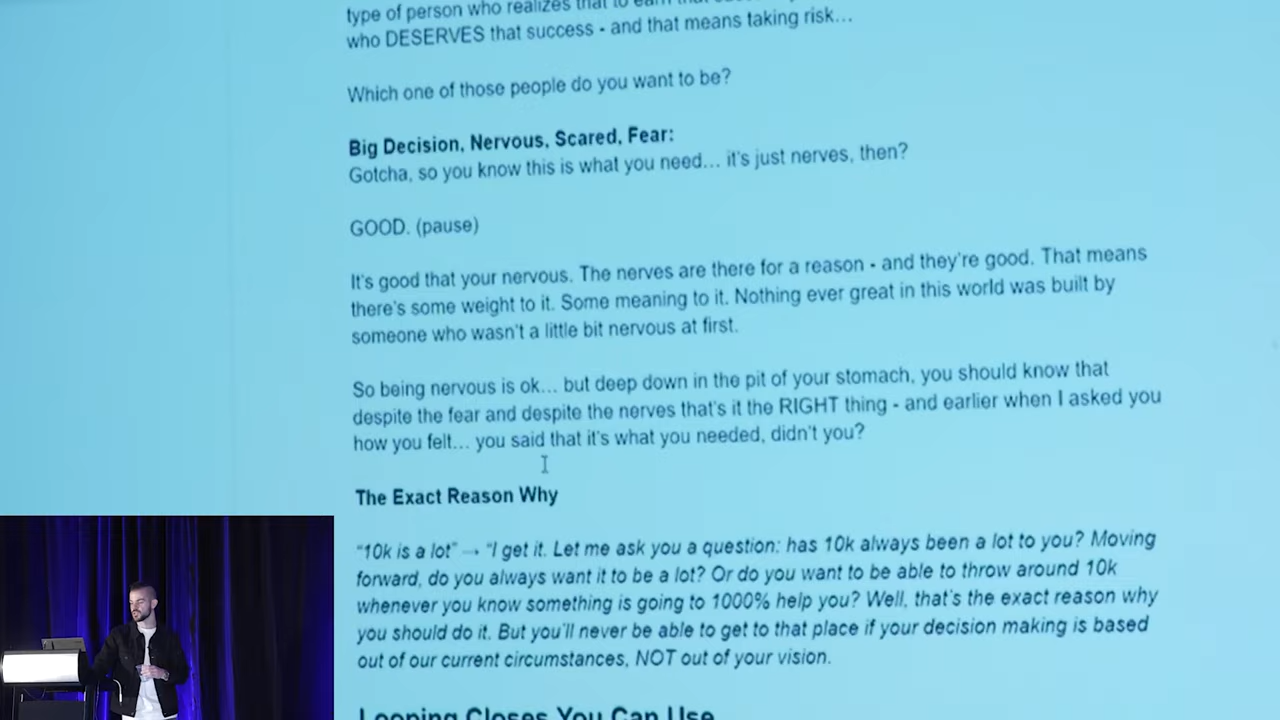 type of person who realizes that to earn that
who DESERVES that success - and that means taking risk…
Which one of those people do you want to be?
Big Decision, Nervous, Scared, Fear:
Gotcha, so you know this is what you need… it's just nerves, then?
GOOD. (pause)
It's good that your nervous. The nerves are there for a reason - and they're good. That means
there's some weight to it. Some meaning to it. Nothing ever great in this world was built by
someone who wasn't a little bit nervous at first.
So being nervous is ok… but deep down in the pit of your stomach, you should know that
despite the fear and despite the nerves that's it the RIGHT thing - and earlier when I asked you
how you felt… you said that it's what you needed, didn't you?
The Exact Reason Why
“10k is a lot” → “I get it. Let me ask you a question: has 10k always been a lot to you? Moving
forward, do you always want it to be a lot? Or do you want to be able to throw around 10k
whenever you know something is going to 1000% help you? Well, that's the exact reason why
you should do it. But you'll never be able to get to that place if your decision making is based
out of our current circumstances, NOT out of your vision.
Looping Closes You Can Use